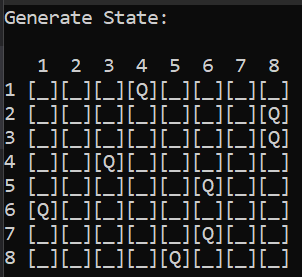 Generate State:
    1  2  3  4  5  6  7  8
1 [_][_][_][Q][_][_][_][_]
2 [_][_][_][_][_][_][_][Q]
3 [_][_][_][_][_][_][_][Q]
4 [_][_][Q][_][_][_][_][_]
5 [_][_][_][_][_][Q][_][_]
6 [Q][_][_][_][_][_][_][_]
7 [_][_][_][_][_][Q][_][_]
8 [_][_][_][_][Q][_][_][_]